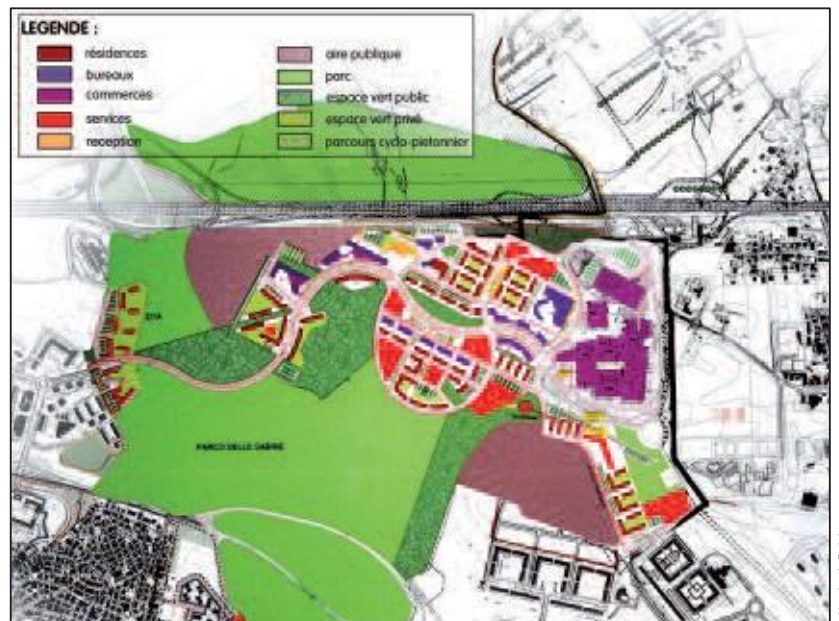 LEGENDE :
résidences
bureaux
commerces
services
reception
aire publique
parc
espace vert public
espace vert privé
parcours cyclo-pietonnier
PARCO DELLE SABINE